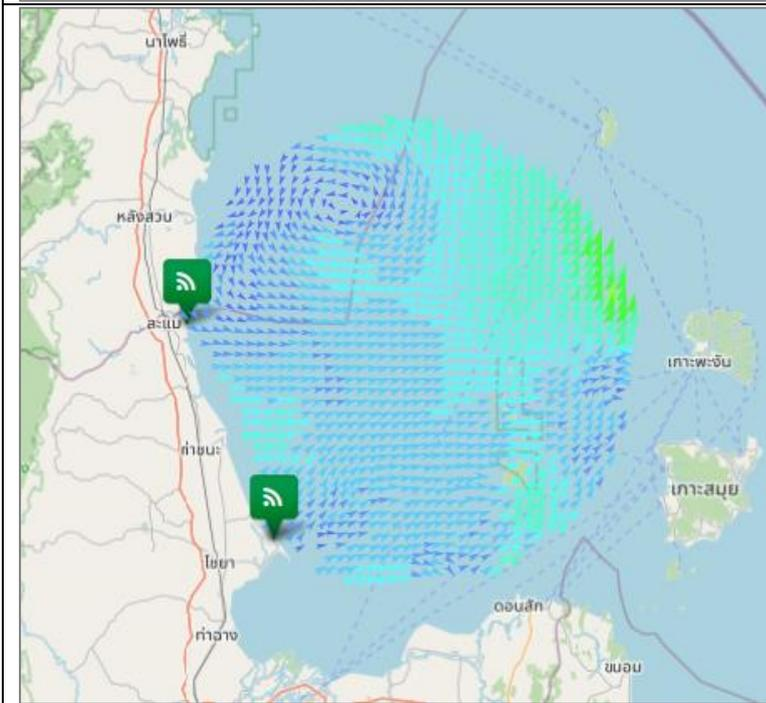 นาโพธิ์
หลังสวน
ละแม
เกาะพะงัน
ท่าชนะ
เกาะสมุย
ไชยา
ดอนสัก
ท่าฉาง
ขนอม